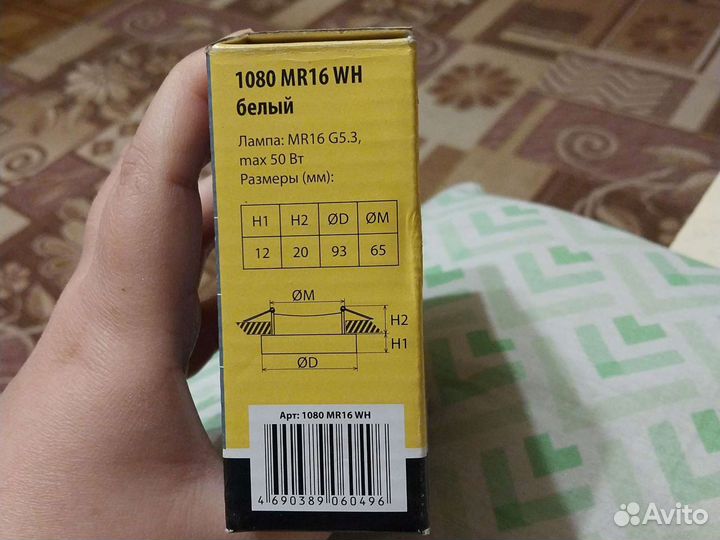 1080 MR16 WH
белый
Лампа: MR16 G5.3,
max 50 Вт
Размеры (мм):
H1 H2 ØD ØM
12 20 93 65
ØM
H2
H1
ØD
Арт: 1080 MR16 WH
4 690389 060496
Avito